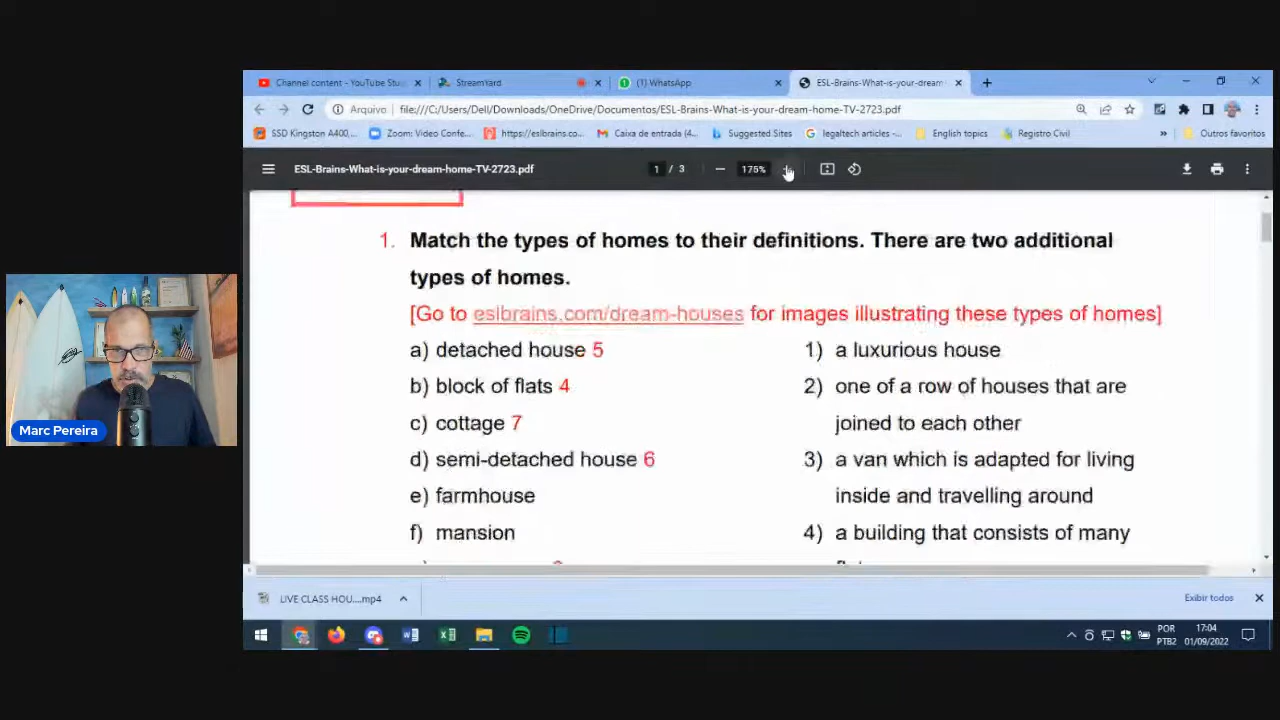 Channel content - YouTube Stu
StreamYard
(1) WhatsApp
ESL-Brains-What-is-your-dream-
Arquivo
file:///C:/Users/Dell/Downloads/OneDrive/Documentos/ESL-Brains-What-is-your-dream-home-TV-2723.pdf
SSD Kingston A400,...
Zoom: Video Confe...
https://eslbrains.co...
Caixa de entrada (4...
Suggested Sites
legaltech articles -...
English topics
Registro Civil
»
Outros favoritos
ESL-Brains-What-is-your-dream-home-TV-2723.pdf
1 / 3
175%
1. Match the types of homes to their definitions. There are two additional
types of homes.
[Go to eslbrains.com/dream-houses for images illustrating these types of homes]
a) detached house 5
b) block of flats 4
c) cottage 7
d) semi-detached house 6
e) farmhouse
f) mansion
1) a luxurious house
2) one of a row of houses that are
joined to each other
3) a van which is adapted for living
inside and travelling around
4) a building that consists of many
Marc Pereira
LIVE CLASS HOU....mp4
Exibir todos
POR
PTB2
17:04
01/09/2022